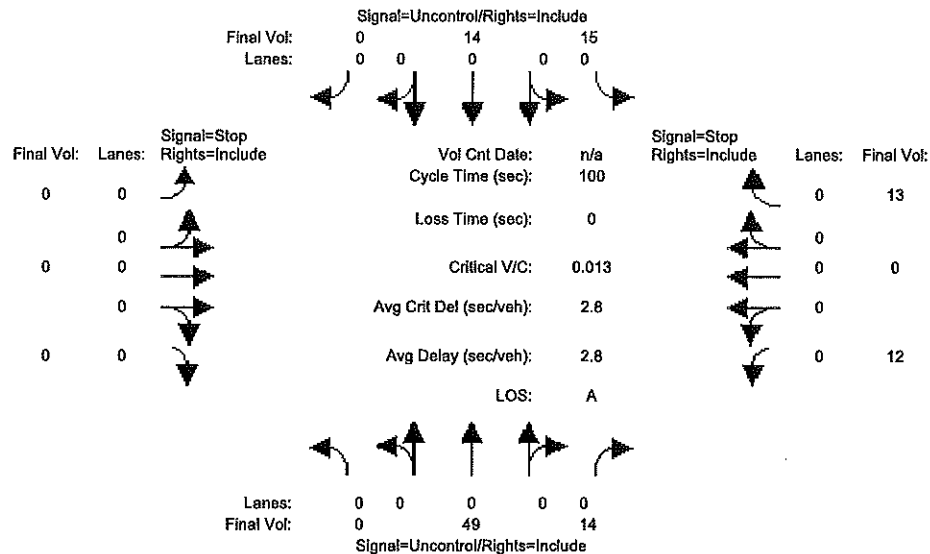 Signal=Uncontrol/Rights=Include
Final Vol: 0 14 15
Lanes: 0 0 0 0 0
Signal=Stop
Final Vol: Lanes: Rights=Include
Vol Cnt Date: n/a
Signal=Stop
Rights=Include Lanes: Final Vol:
Cycle Time (sec): 100
0 0
0 13
Loss Time (sec): 0
0
0
0 0
Critical V/C: 0.013
0 0
0
Avg Crit Del (sec/veh): 2.8
0
0 0
Avg Delay (sec/veh): 2.8
0 12
LOS: A
Lanes: 0 0 0 0 0
Final Vol: 0 49 14
Signal=Uncontrol/Rights=Include